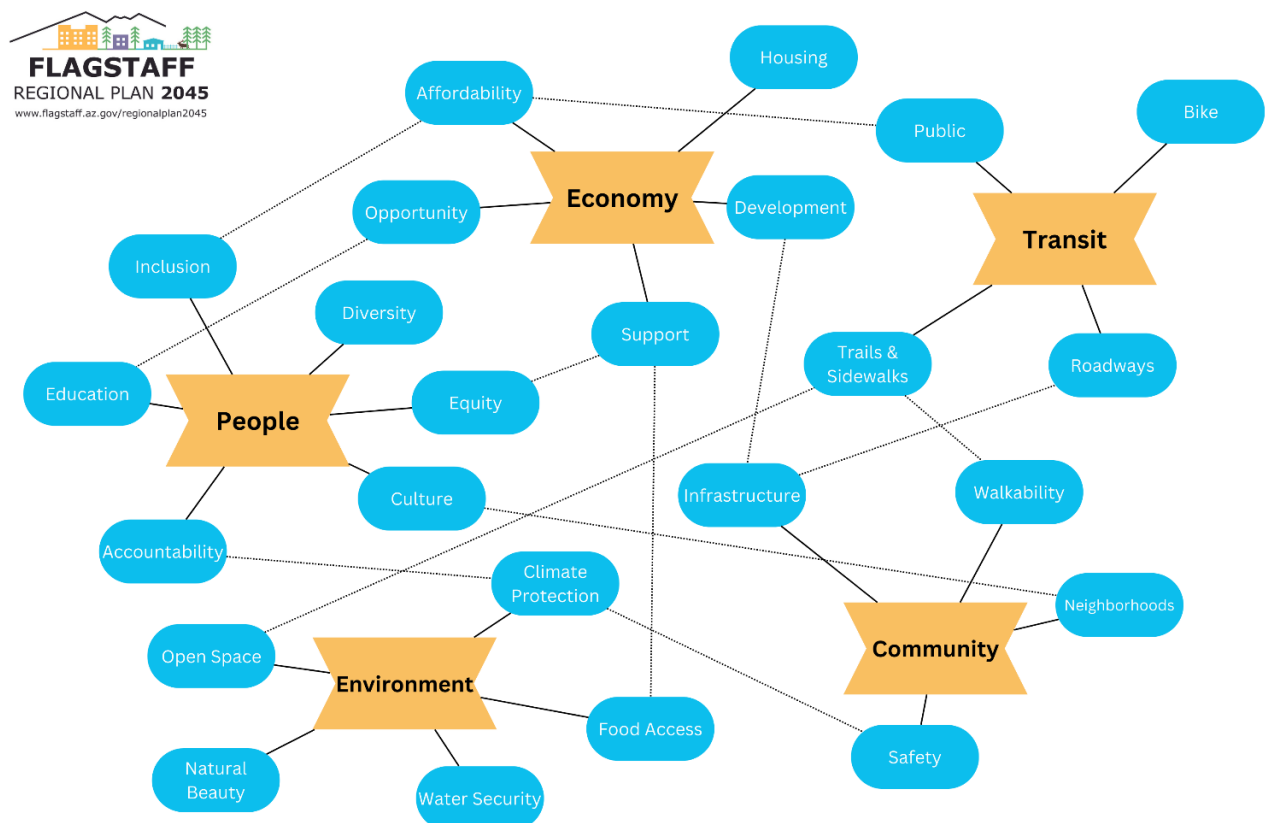 FLAGSTAFF
REGIONAL PLAN 2045
www.flagstaff.az.gov/regionalplan2045
Housing
Affordability
Bike
Public
Economy
Opportunity
Development
Transit
Inclusion
Diversity
Support
Trails &
Sidewalks
Roadways
Education
Equity
People
Culture
Infrastructure
Walkability
Accountability
Climate
Protection
Neighborhoods
Open Space
Community
Environment
Food Access
Safety
Natural
Beauty
Water Security